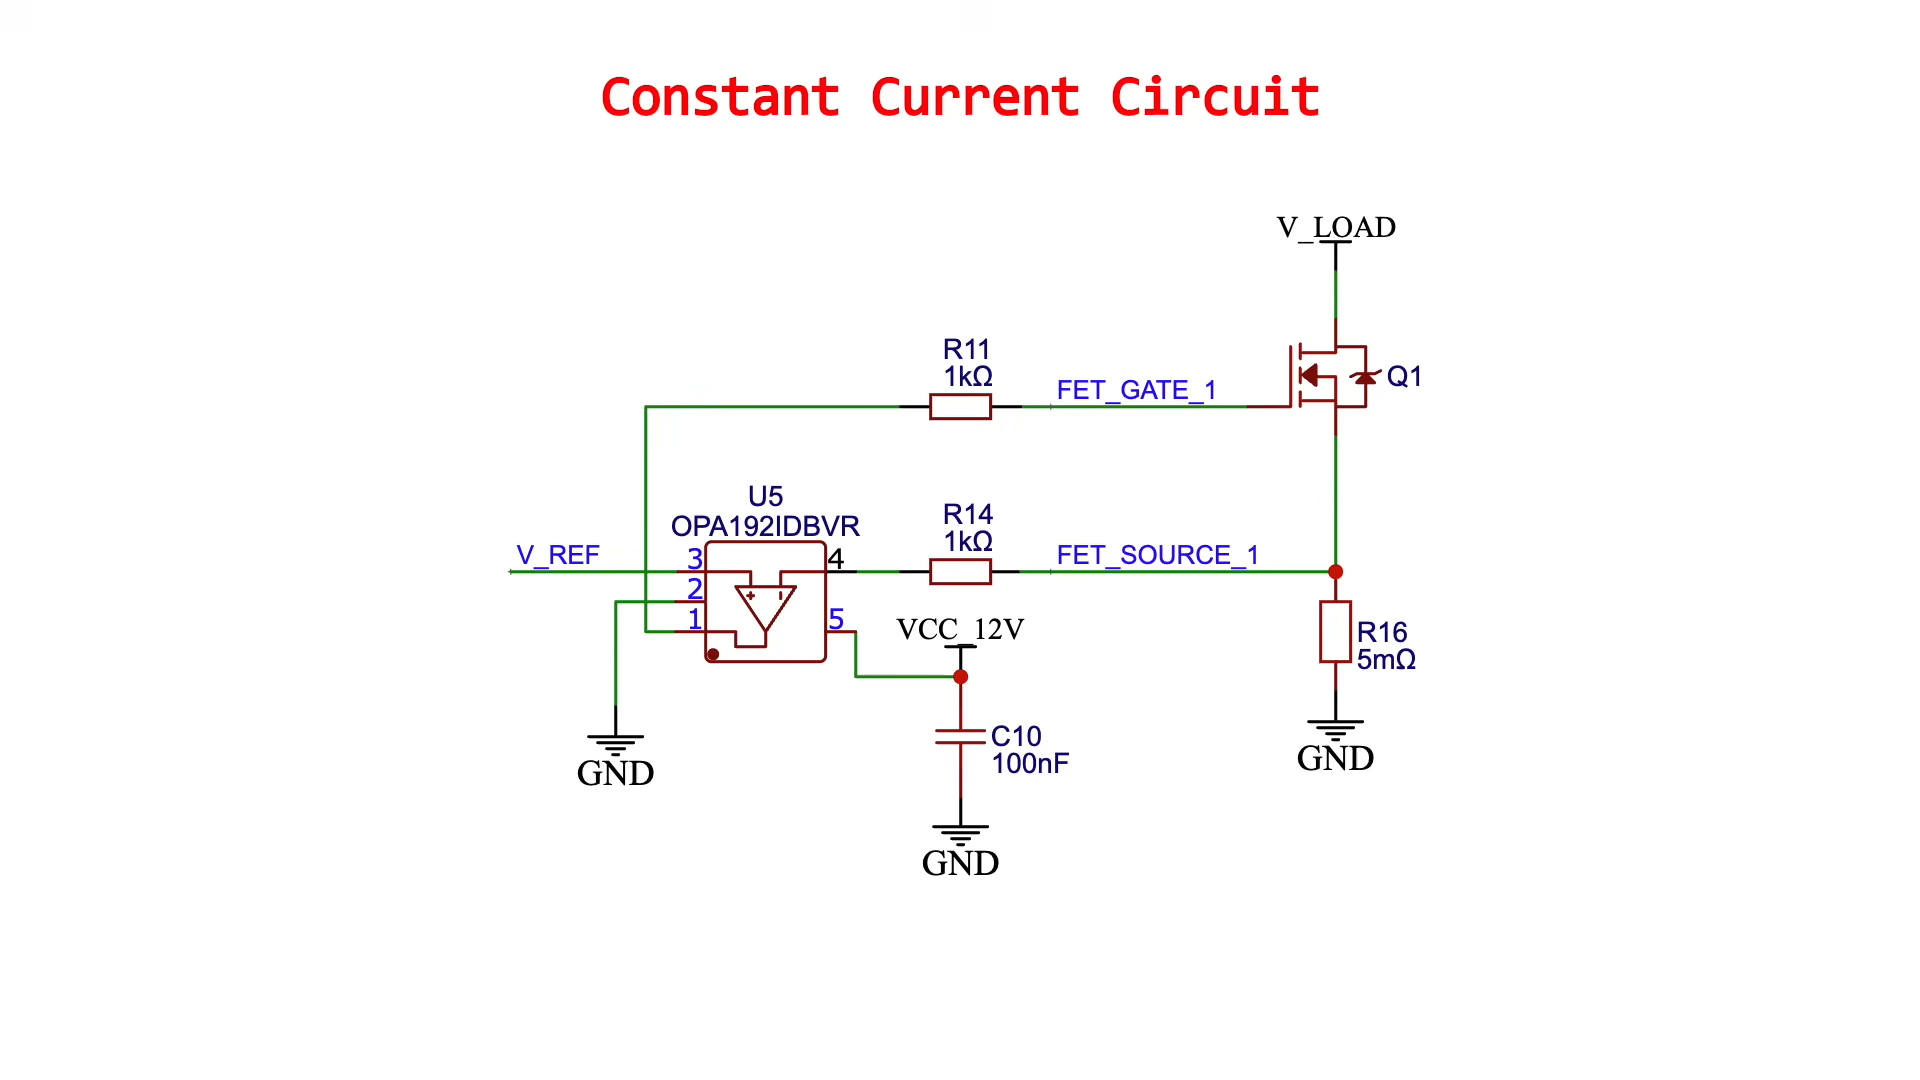 Constant Current Circuit
V_LOAD
R11
1kΩ
FET_GATE_1
Q1
U5
OPA192IDBVR
R14
1kΩ
V_REF
3
4
FET_SOURCE_1
2
1
5
VCC_12V
R16
5mΩ
C10
100nF
GND
GND
GND